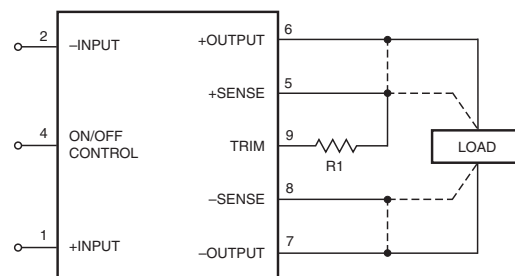 2 –INPUT +OUTPUT 6
+SENSE 5
4 ON/OFF
CONTROL
TRIM 9
R1
LOAD
–SENSE 8
1 +INPUT –OUTPUT 7